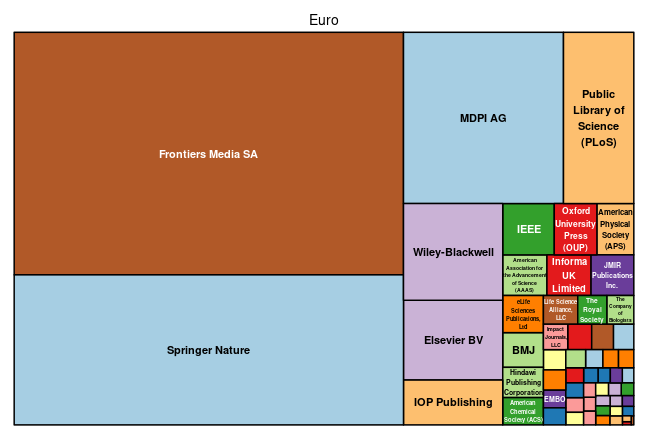 Euro
Frontiers Media SA
Springer Nature
MDPI AG
Public
Library of
Science
(PLoS)
Wiley-Blackwell
Elsevier BV
IOP Publishing
IEEE
Oxford
University
Press
(OUP)
American
Physical
Society
(APS)
American
Association for
the Advancement
of Science
(AAAS)
Informa
UK
Limited
JMIR
Publications
Inc.
eLife
Sciences
Publications,
Ltd
Life Science
Alliance,
LLC
The
Royal
Society
The
Company
of
Biologists
BMJ
Impact
Journals,
LLC
Hindawi
Publishing
Corporation
American
Chemical
Society (ACS)
EMBO